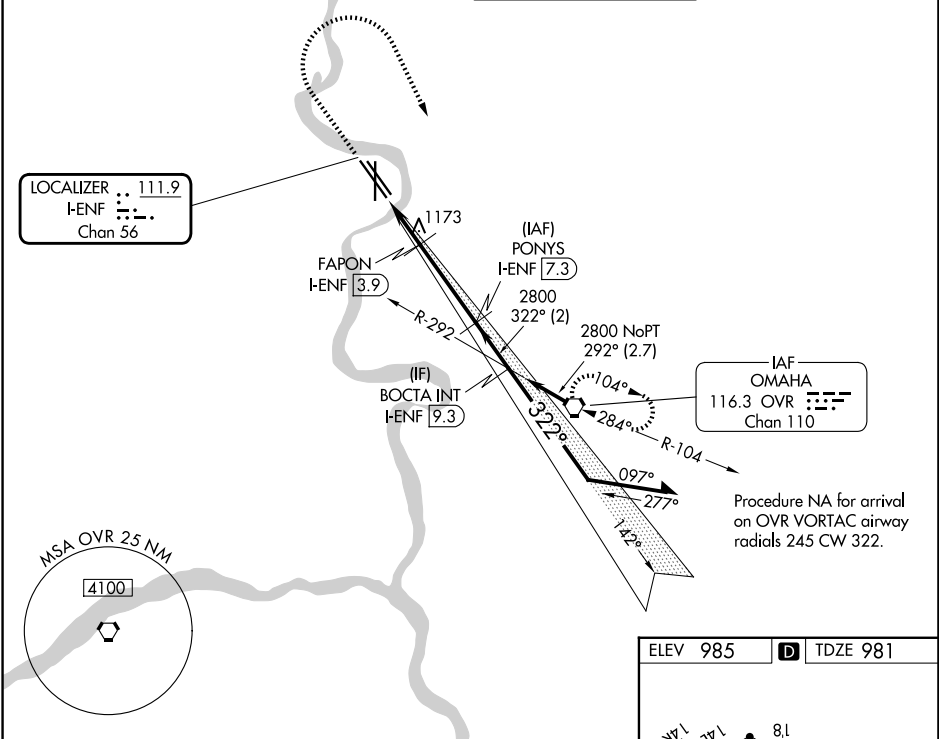 LOCALIZER 111.9
I-ENF
Chan 56
1173
FAPON
I-ENF 3.9
(IAF)
PONYS
I-ENF 7.3
2800
322° (2)
R-292
2800 NoPT
292° (2.7)
(IF)
BOCTA INT
I-ENF 9.3
104°
284°
R-104
IAF
OMAHA
116.3 OVR
Chan 110
322°
097°
277°
142°
Procedure NA for arrival
on OVR VORTAC airway
radials 245 CW 322.
MSA OVR 25 NM
4100
ELEV 985 D TDZE 981
14R
14L
18